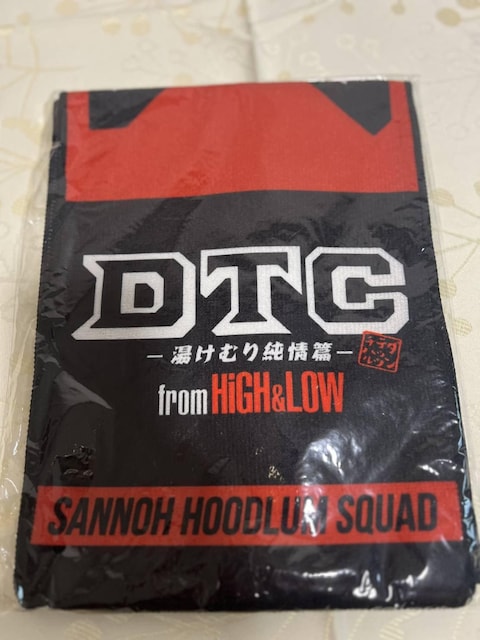 DTC
－湯けむり純情篇－
from HiGH&LOW
SANNOH HOODLUM SQUAD